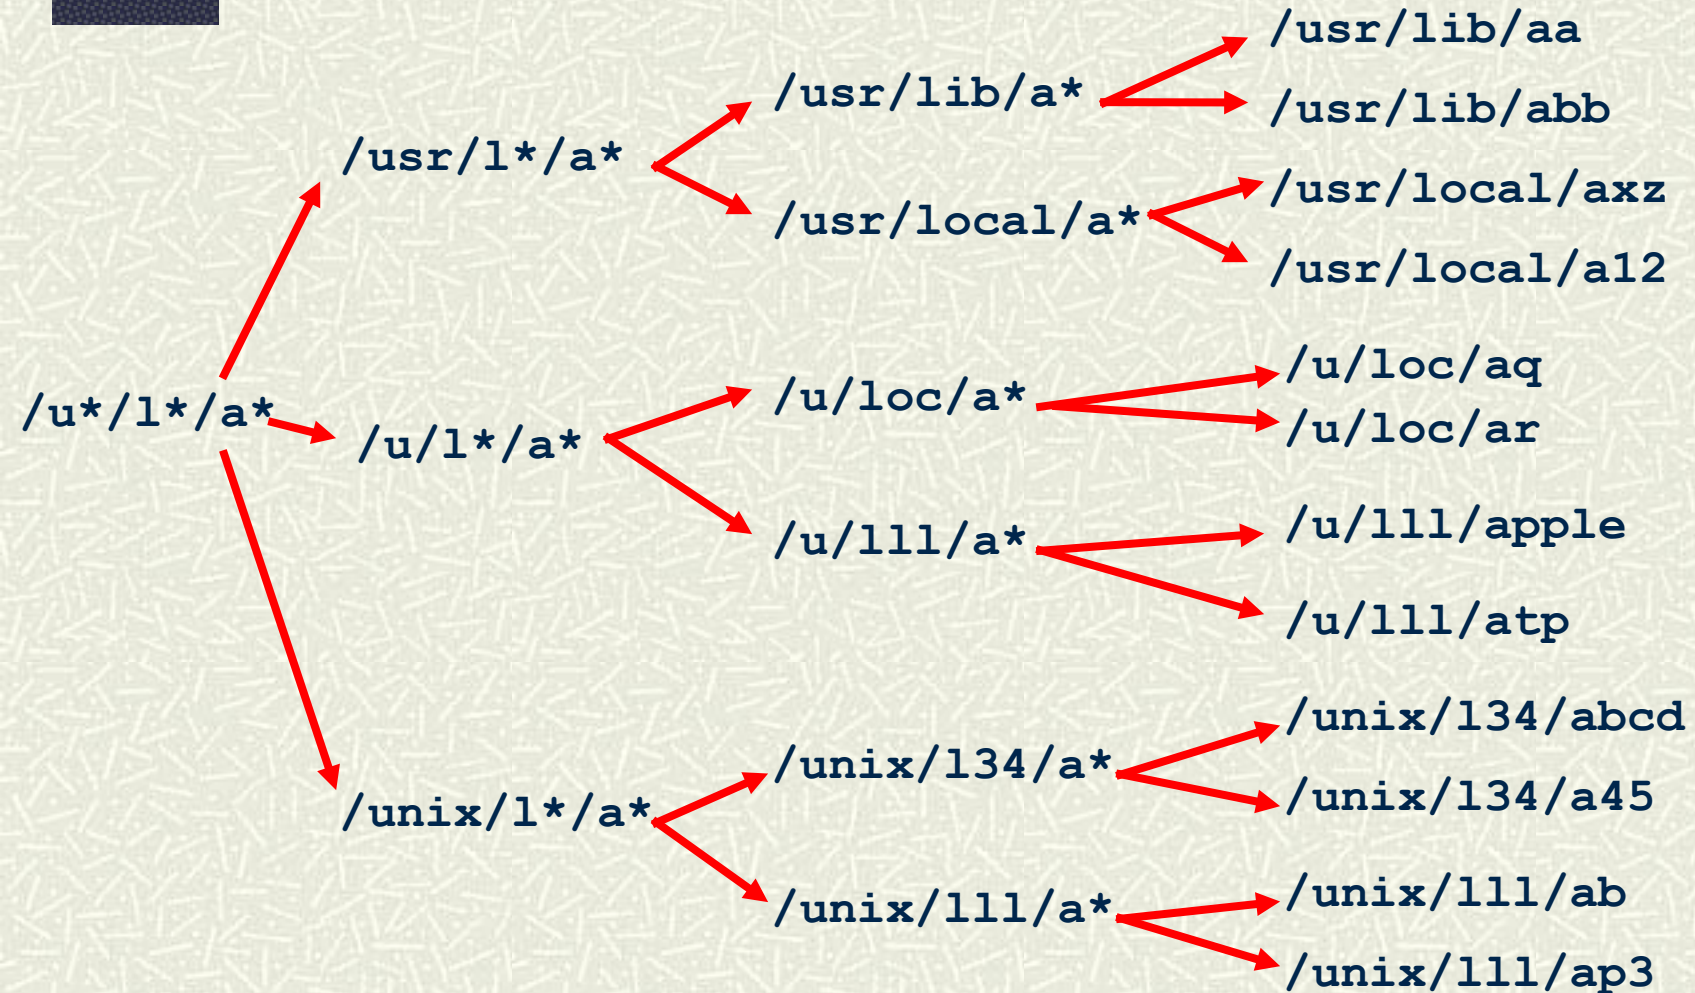 /u*/l*/a*
/usr/l*/a*
/u/l*/a*
/unix/l*/a*
/usr/lib/a*
/usr/local/a*
/u/loc/a*
/u/lll/a*
/unix/l34/a*
/unix/lll/a*
/usr/lib/aa
/usr/lib/abb
/usr/local/axz
/usr/local/a12
/u/loc/aq
/u/loc/ar
/u/lll/apple
/u/lll/atp
/unix/l34/abcd
/unix/l34/a45
/unix/lll/ab
/unix/lll/ap3